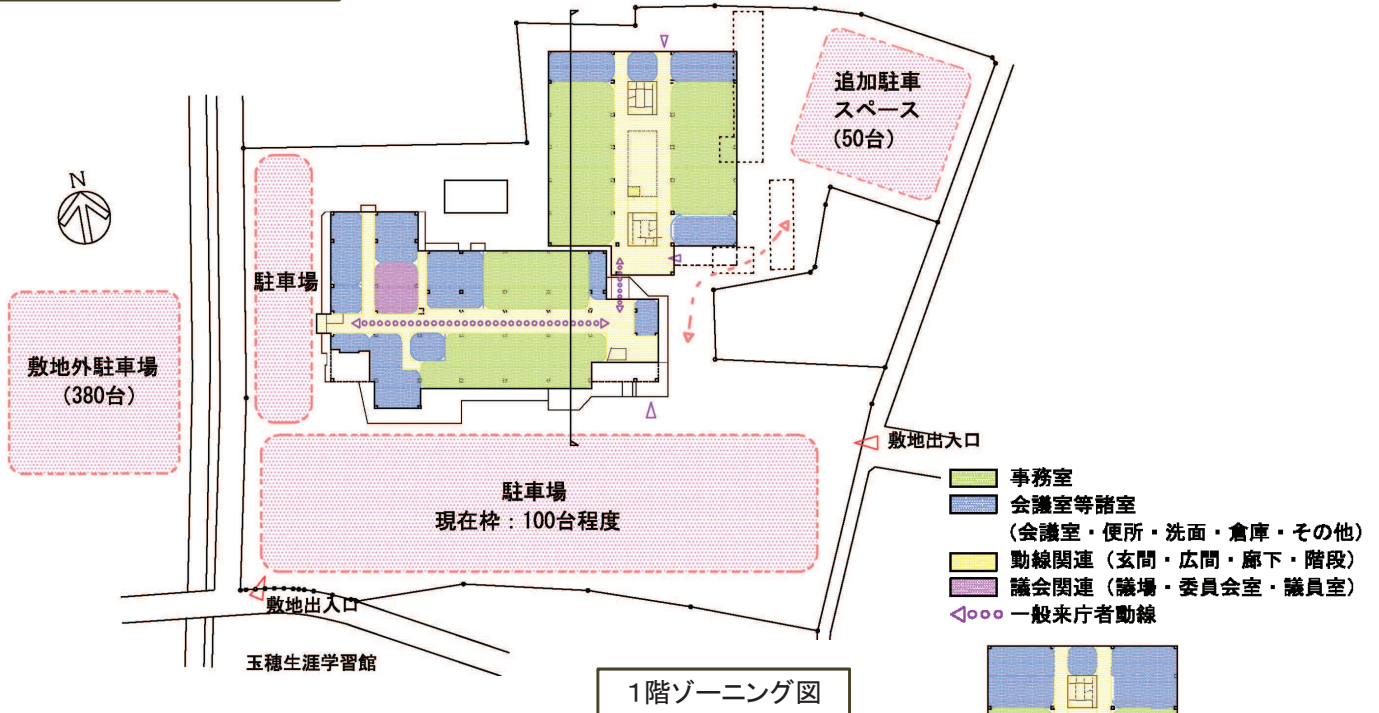 追加駐車
スペース
(50台)
N
駐車場
敷地外駐車場
(380台)
敷地出入口
駐車場
現在枠：100台程度
事務室
会議室等諸室
(会議室・便所・洗面・倉庫・その他)
動線関連（玄関・広間・廊下・階段）
議会関連（議場・委員会室・議員室）
一般来庁者動線
敷地出入口
玉穂生涯学習館
1階ゾーニング図